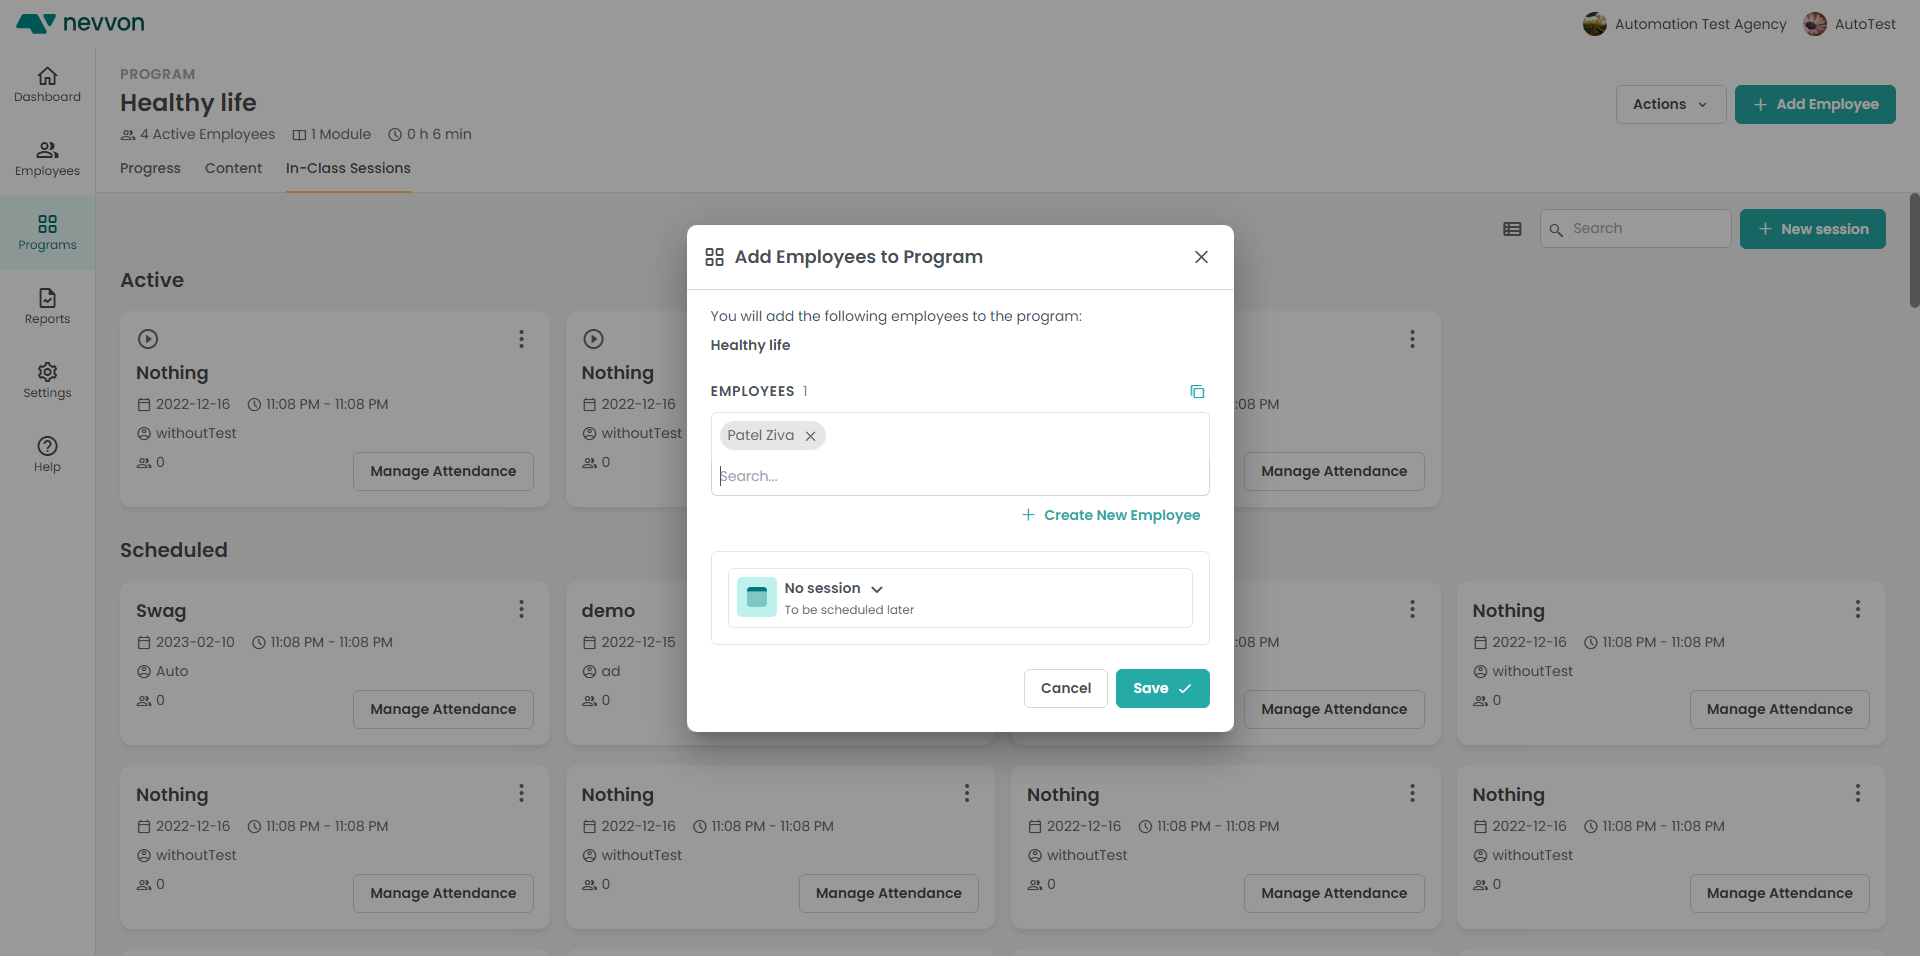 nevvon
Automation Test Agency
AutoTest
Dashboard
Employees
Programs
Reports
Settings
Help
PROGRAM
Healthy life
4 Active Employees 1 Module 0 h 6 min
Actions
+ Add Employee
Progress Content In-Class Sessions
Search
+ New session
Active
Nothing
2022-12-16 11:08 PM - 11:08 PM
withoutTest
0
Manage Attendance
Nothing
2022-12-16
withoutTest
0
:08 PM
Manage Attendance
Scheduled
Swag
2023-02-10 11:08 PM - 11:08 PM
Auto
0
Manage Attendance
demo
2022-12-15
ad
0
:08 PM
Manage Attendance
Nothing
2022-12-16 11:08 PM - 11:08 PM
withoutTest
0
Manage Attendance
Nothing
2022-12-16 11:08 PM - 11:08 PM
withoutTest
0
Manage Attendance
Nothing
2022-12-16 11:08 PM - 11:08 PM
withoutTest
0
Manage Attendance
Nothing
2022-12-16 11:08 PM - 11:08 PM
withoutTest
0
Manage Attendance
Nothing
2022-12-16 11:08 PM - 11:08 PM
withoutTest
0
Manage Attendance
Add Employees to Program
You will add the following employees to the program:
Healthy life
EMPLOYEES 1
Patel Ziva
Search...
+ Create New Employee
No session
To be scheduled later
Cancel
Save